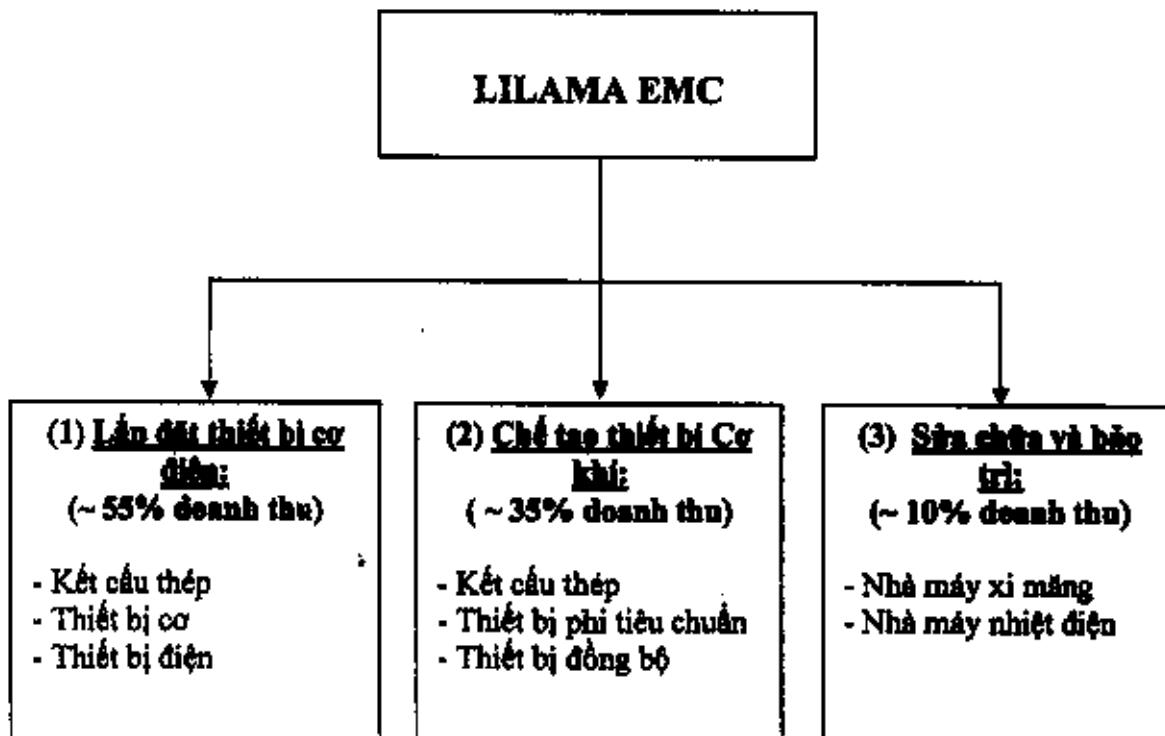 LILAMA EMC
(1) Lắp đặt thiết bị cơ
điện:
(~ 55% doanh thu)
- Kết cấu thép
- Thiết bị cơ
- Thiết bị điện
(2) Chế tạo thiết bị Cơ
khí:
( ~ 35% doanh thu)
- Kết cấu thép
- Thiết bị phi tiêu chuẩn
- Thiết bị đồng bộ
(3) Sửa chữa và bảo
trì:
(~ 10% doanh thu)
- Nhà máy xi măng
- Nhà máy nhiệt điện